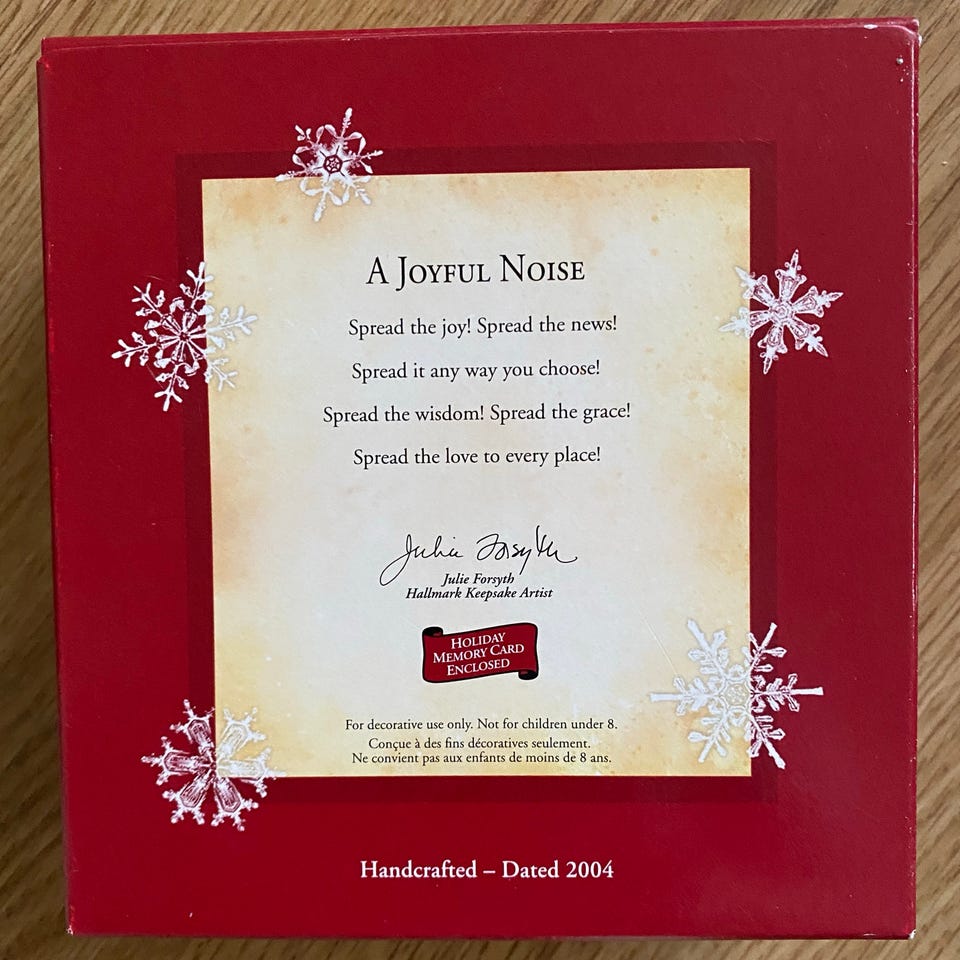 A Joyful Noise
Spread the joy! Spread the news!
Spread it any way you choose!
Spread the wisdom! Spread the grace!
Spread the love to every place!
Julie Forsyth
Julie Forsyth
Hallmark Keepsake Artist
Holiday
Memory Card
Enclosed
For decorative use only. Not for children under 8.
Conçue à des fins décoratives seulement.
Ne convient pas aux enfants de moins de 8 ans.
Handcrafted – Dated 2004